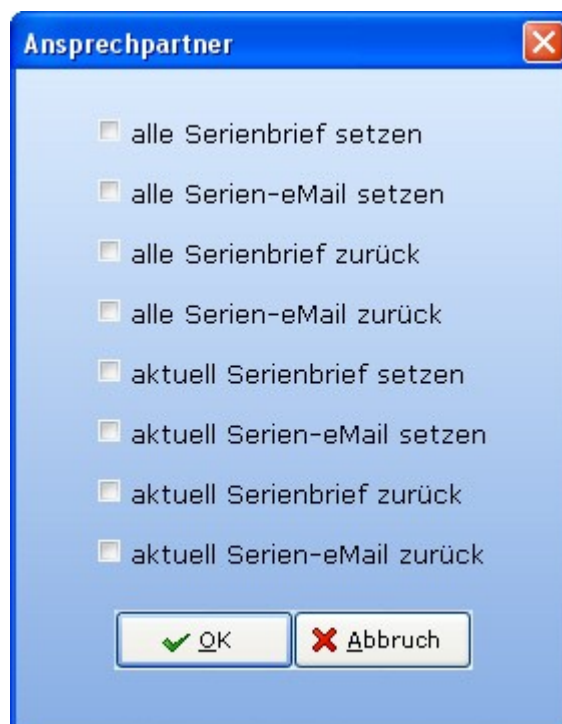 Ansprechpartner
alle Serienbrief setzen
alle Serien-eMail setzen
alle Serienbrief zurück
alle Serien-eMail zurück
aktuell Serienbrief setzen
aktuell Serien-eMail setzen
aktuell Serienbrief zurück
aktuell Serien-eMail zurück
OK Abbruch